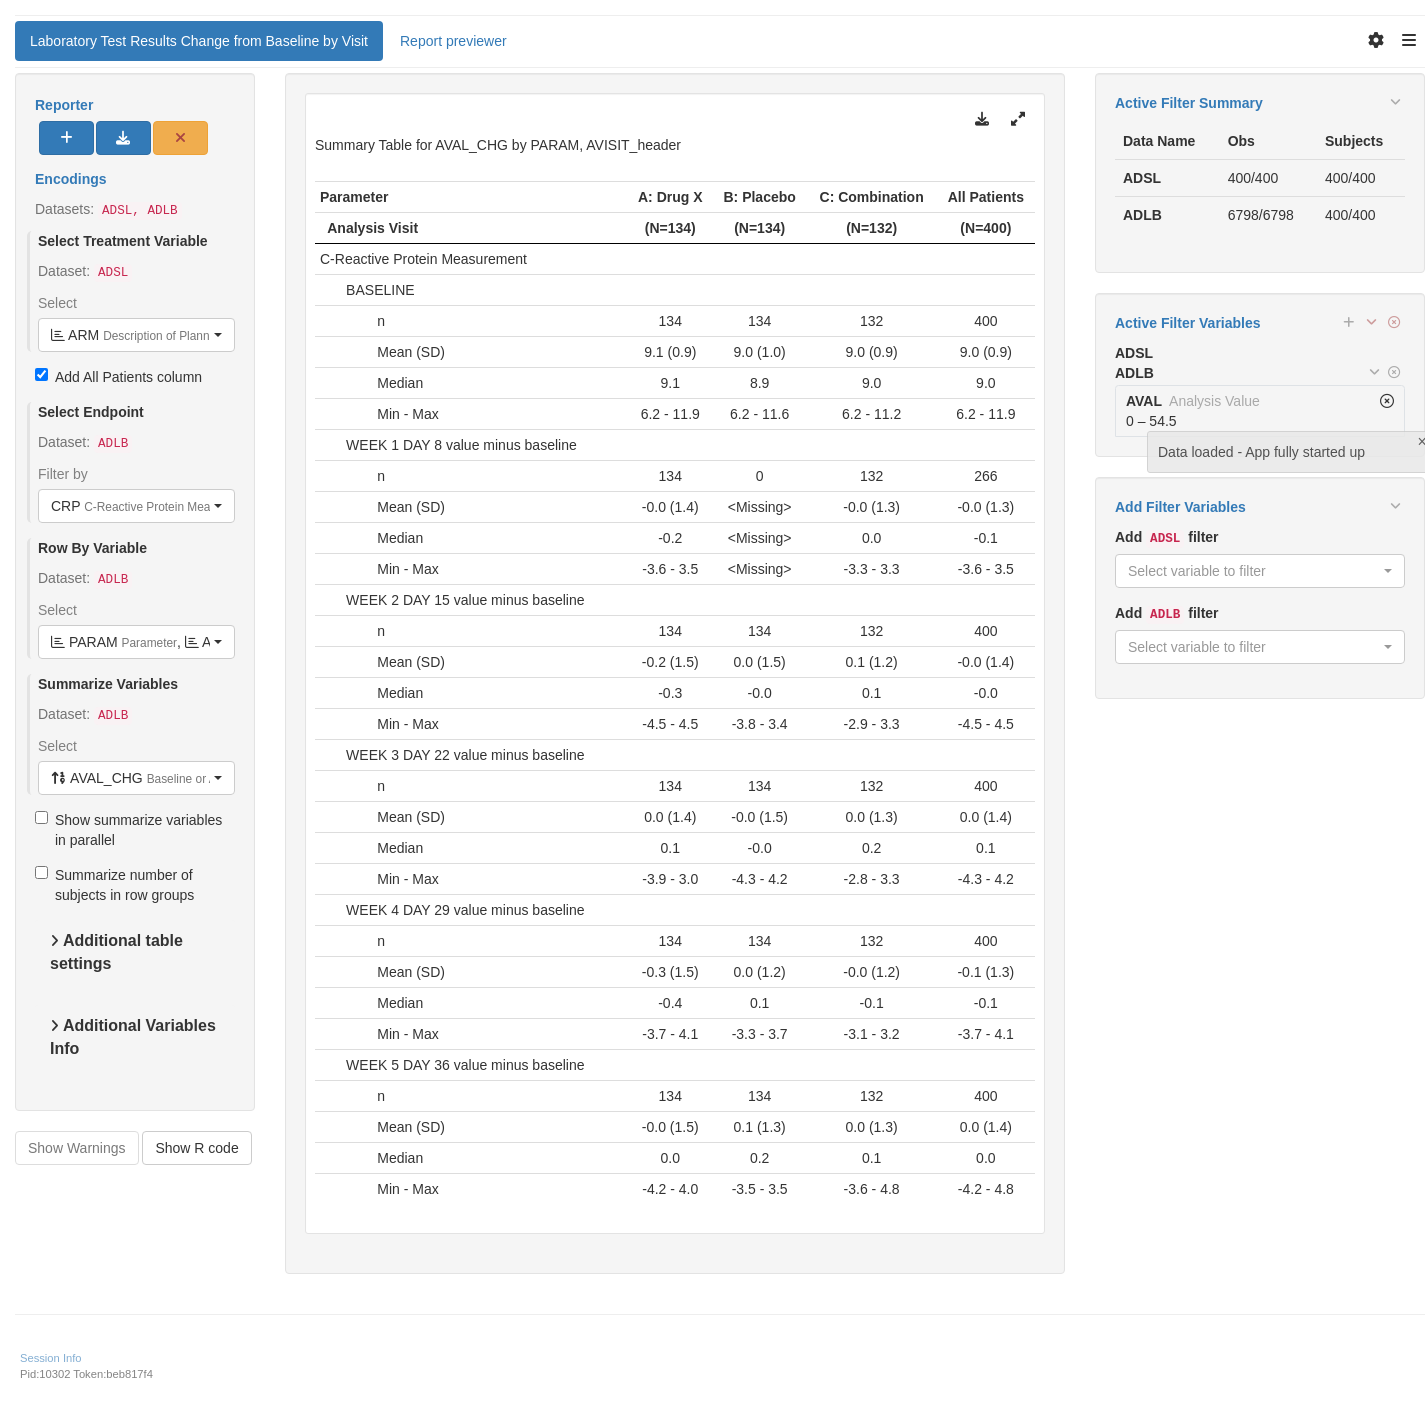 Laboratory Test Results Change from Baseline by Visit
Report previewer
Reporter
Encodings
Datasets: ADSL, ADLB
Select Treatment Variable
Dataset: ADSL
Select
ARM Description of Plann
Add All Patients column
Select Endpoint
Dataset: ADLB
Filter by
CRP C-Reactive Protein Mea
Row By Variable
Dataset: ADLB
Select
PARAM Parameter, A
Summarize Variables
Dataset: ADLB
Select
AVAL_CHG Baseline or
Show summarize variables
in parallel
Summarize number of
subjects in row groups
Additional table
settings
Additional Variables
Info
Show Warnings
Show R code
Summary Table for AVAL_CHG by PARAM, AVISIT_header
Parameter A: Drug X B: Placebo C: Combination All Patients
Analysis Visit (N=134) (N=134) (N=132) (N=400)
C-Reactive Protein Measurement
BASELINE
n 134 134 132 400
Mean (SD) 9.1 (0.9) 9.0 (1.0) 9.0 (0.9) 9.0 (0.9)
Median 9.1 8.9 9.0 9.0
Min - Max 6.2 - 11.9 6.2 - 11.6 6.2 - 11.2 6.2 - 11.9
WEEK 1 DAY 8 value minus baseline
n 134 0 132 266
Mean (SD) -0.0 (1.4) <Missing> -0.0 (1.3) -0.0 (1.3)
Median -0.2 <Missing> 0.0 -0.1
Min - Max -3.6 - 3.5 <Missing> -3.3 - 3.3 -3.6 - 3.5
WEEK 2 DAY 15 value minus baseline
n 134 134 132 400
Mean (SD) -0.2 (1.5) 0.0 (1.5) 0.1 (1.2) -0.0 (1.4)
Median -0.3 -0.0 0.1 -0.0
Min - Max -4.5 - 4.5 -3.8 - 3.4 -2.9 - 3.3 -4.5 - 4.5
WEEK 3 DAY 22 value minus baseline
n 134 134 132 400
Mean (SD) 0.0 (1.4) -0.0 (1.5) 0.0 (1.3) 0.0 (1.4)
Median 0.1 -0.0 0.2 0.1
Min - Max -3.9 - 3.0 -4.3 - 4.2 -2.8 - 3.3 -4.3 - 4.2
WEEK 4 DAY 29 value minus baseline
n 134 134 132 400
Mean (SD) -0.3 (1.5) 0.0 (1.2) -0.0 (1.2) -0.1 (1.3)
Median -0.4 0.1 -0.1 -0.1
Min - Max -3.7 - 4.1 -3.3 - 3.7 -3.1 - 3.2 -3.7 - 4.1
WEEK 5 DAY 36 value minus baseline
n 134 134 132 400
Mean (SD) -0.0 (1.5) 0.1 (1.3) 0.0 (1.3) 0.0 (1.4)
Median 0.0 0.2 0.1 0.0
Min - Max -4.2 - 4.0 -3.5 - 3.5 -3.6 - 4.8 -4.2 - 4.8
Active Filter Summary
Data Name Obs Subjects
ADSL 400/400 400/400
ADLB 6798/6798 400/400
Active Filter Variables
ADSL
ADLB
AVAL Analysis Value
0 – 54.5
Data loaded - App fully started up
Add Filter Variables
Add ADSL filter
Select variable to filter
Add ADLB filter
Select variable to filter
Session Info
Pid:10302 Token:beb817f4